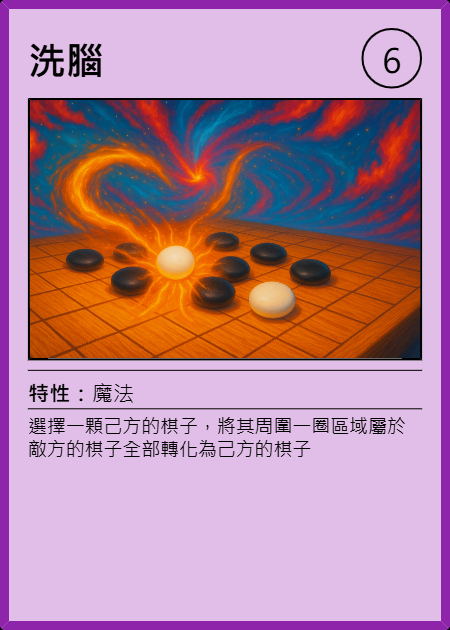 洗腦
6
特性：魔法
選擇一顆己方的棋子，將其周圍一圈區域屬於
敵方的棋子全部轉化為己方的棋子